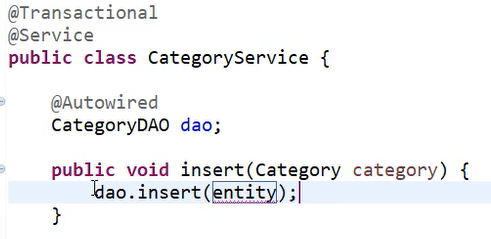 @Transactional
@Service
public class CategoryService {
@Autowired
CategoryDAO dao;
public void insert(Category category) {
dao.insert(entity);
}